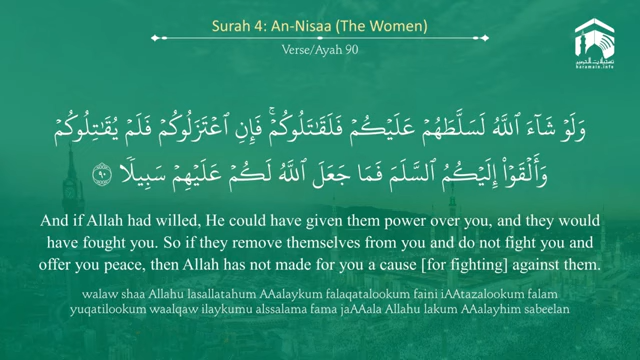 Surah 4: An-Nisaa (The Women)
Verse/Ayah 90
haramain.info
وَلَوْ شَآءَ ٱللَّهُ لَسَلَّطَهُمْ عَلَيْكُمْ فَلَقَـٰتَلُوكُمْ ۚ فَإِنِ ٱعْتَزَلُوكُمْ فَلَمْ يُقَـٰتِلُوكُمْ
وَأَلْقَوْا۟ إِلَيْكُمُ ٱلسَّلَمَ فَمَا جَعَلَ ٱللَّهُ لَكُمْ عَلَيْهِمْ سَبِيلًا ٩٠
And if Allah had willed, He could have given them power over you, and they would
have fought you. So if they remove themselves from you and do not fight you and
offer you peace, then Allah has not made for you a cause [for fighting] against them.
walaw shaa Allahu lasallatahum AAalaykum falaqatalookum faini iAAtazalookum falam
yuqatilookum waalqaw ilaykumu alssalama fama jaAAala Allahu lakum AAalayhim sabeelan